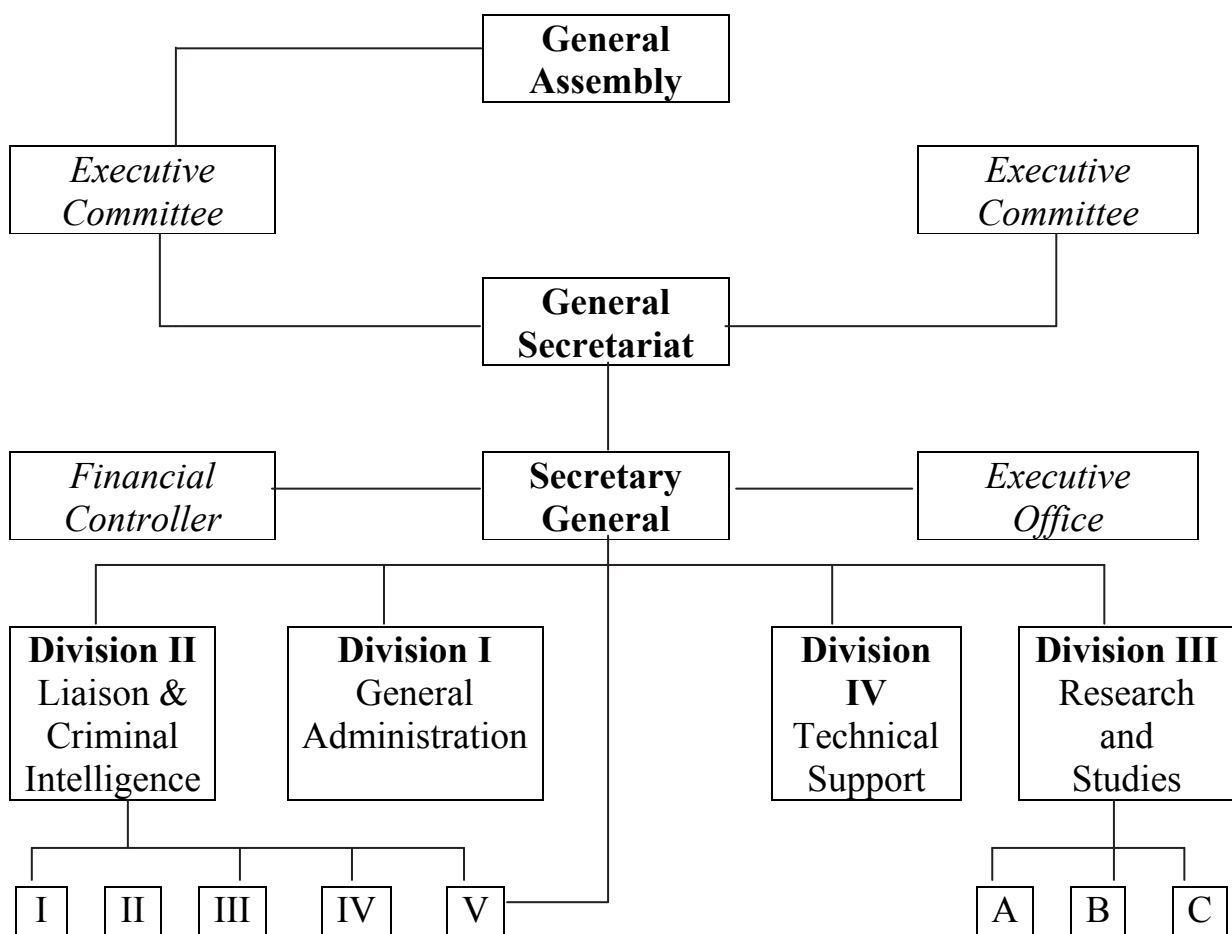 General
Assembly
Executive
Committee
Executive
Committee
General
Secretariat
Financial
Controller
Secretary
General
Executive
Office
Division II
Liaison &
Criminal
Intelligence
Division I
General
Administration
Division
IV
Technical
Support
Division III
Research
and
Studies
I
II
III
IV
V
A
B
C